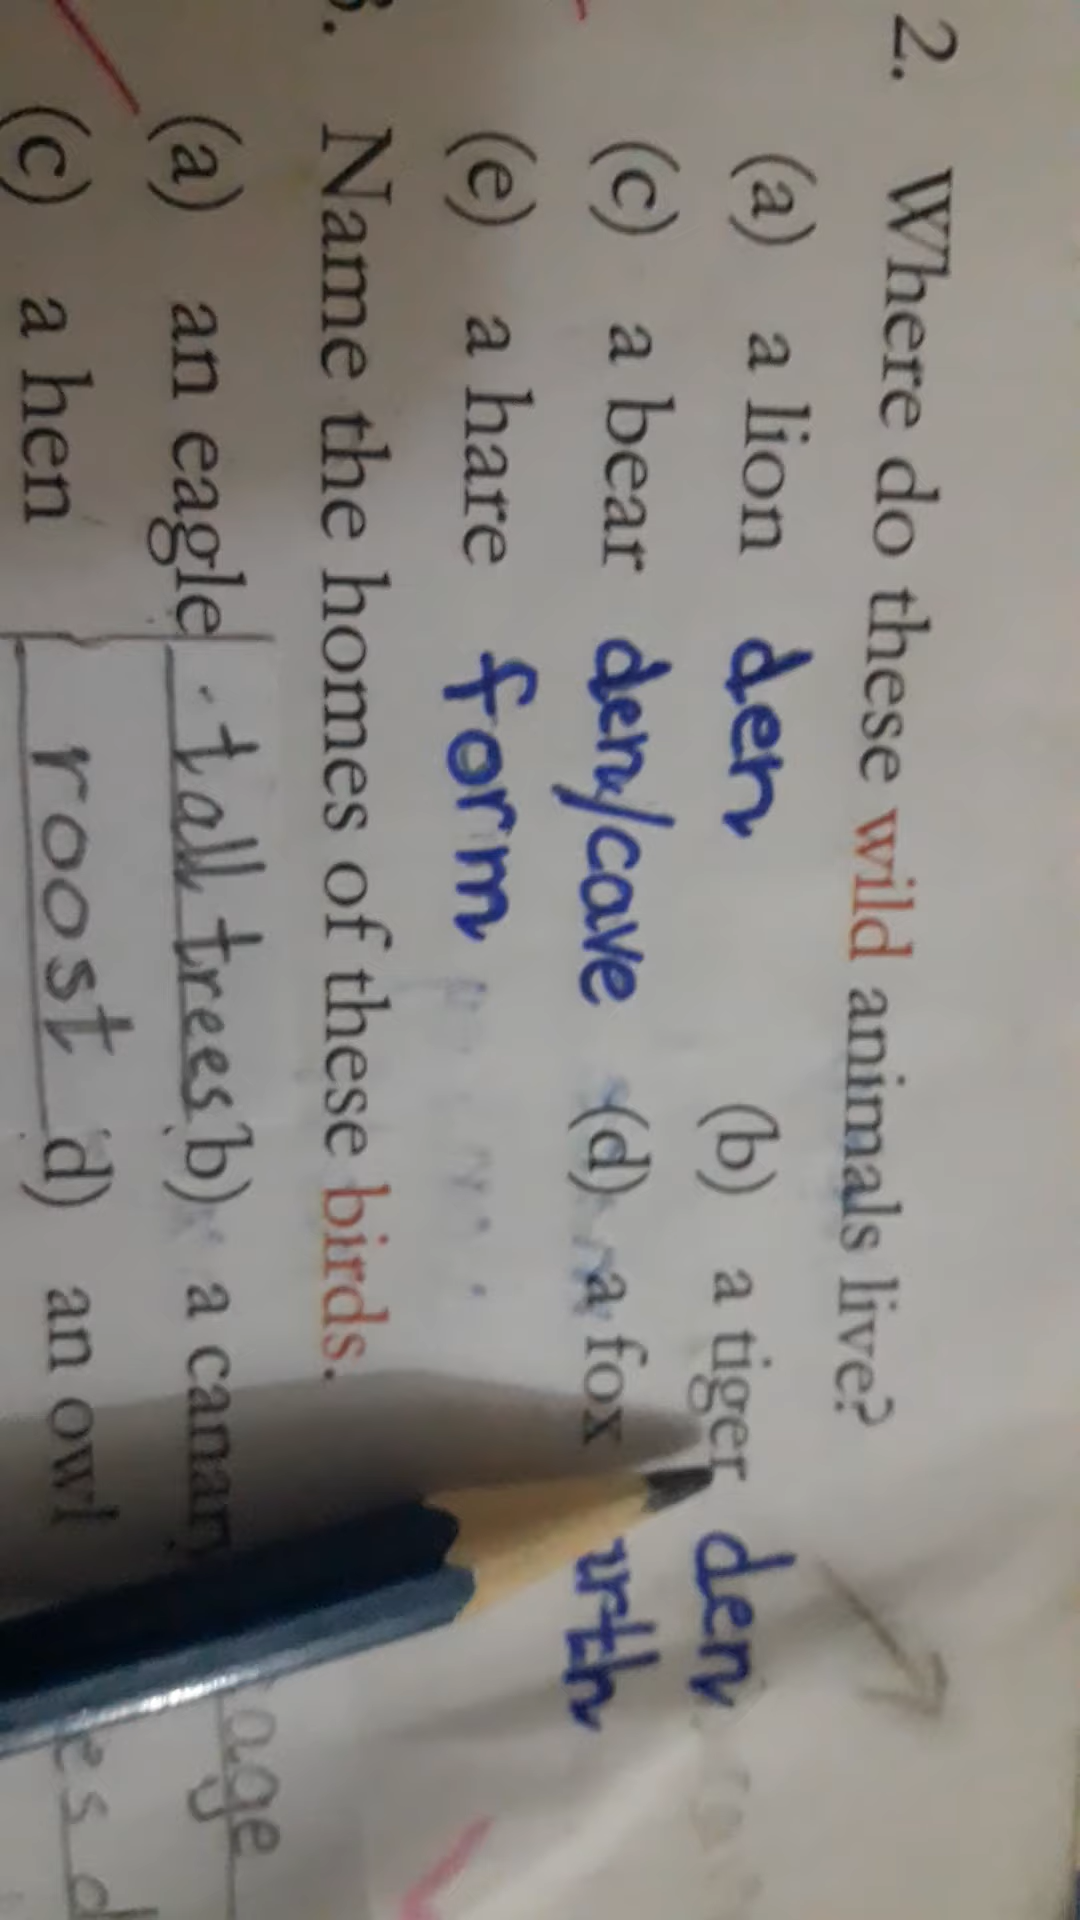 2. Where do these wild animals live?
(a) a lion den (b) a tiger den
(c) a bear den/cave (d) a fox
(e) a hare form
Name the homes of these birds.
(a) an eagle tall trees b) a canary
(c) a hen roost d) an owl